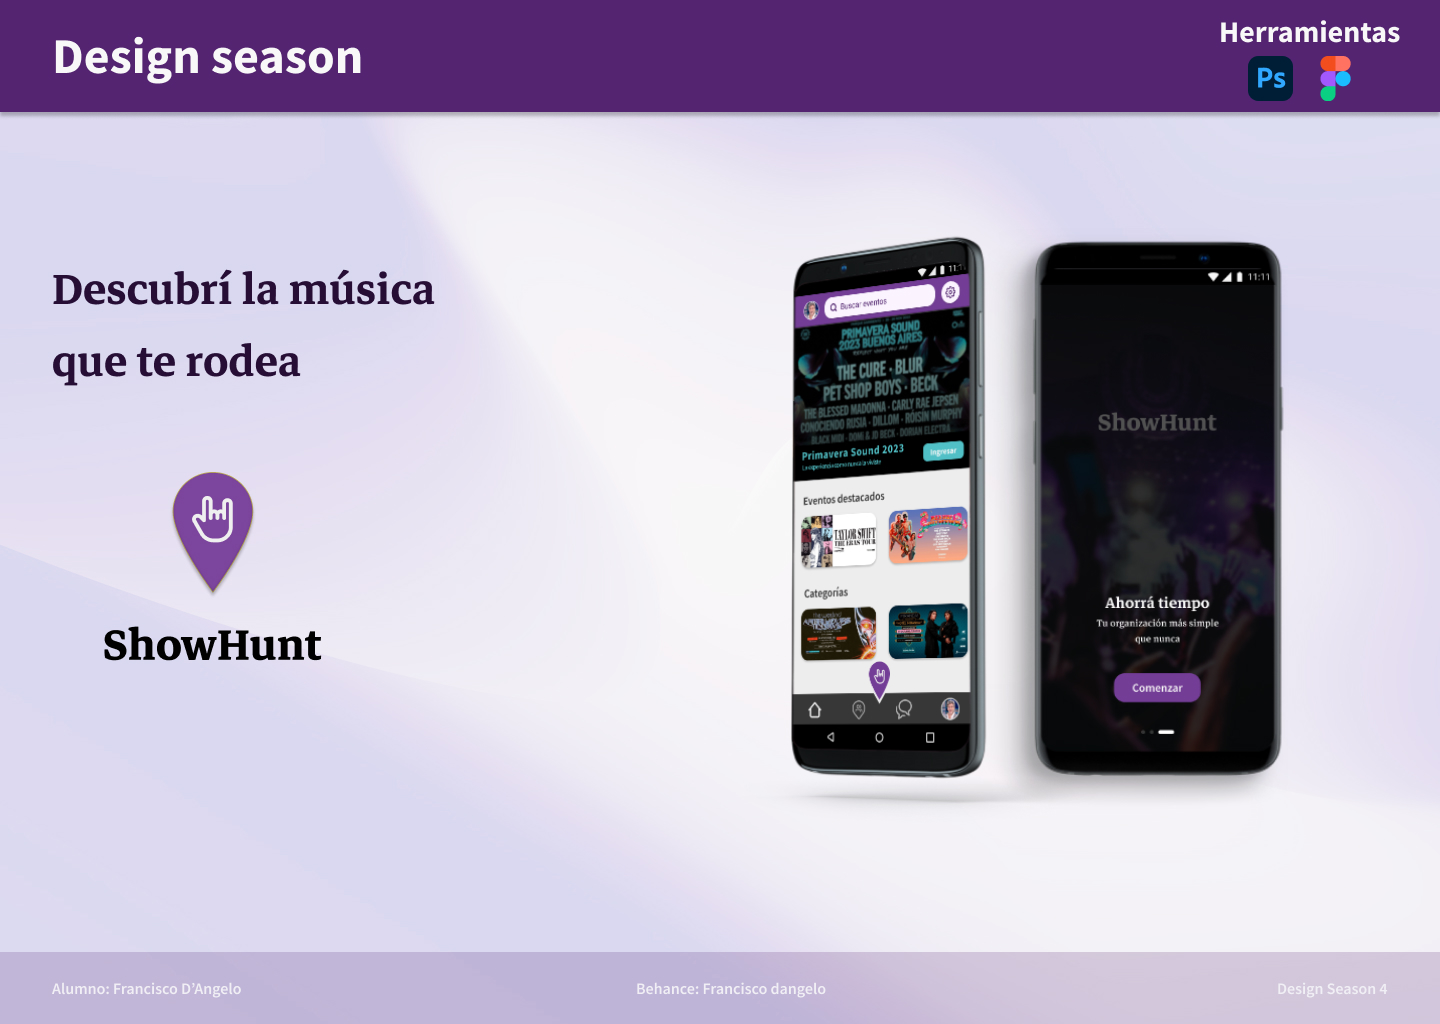 Design season
Herramientas
Ps
Descubrí la música
que te rodea
ShowHunt
11:1
Buscar eventos
PRIMAVERA SOUND
2023 BUENOS AIRES
THE CURE · BLUR
PET SHOP BOYS · BECK
THE BLESSED MADONNA · CARLY RAE JEPSEN
CONOCIENDO RUSIA · DILLOM · RÓISÍN MURPHY
BLACK MIDI · DOMI & JD BECK · DORIAN ELECTRA
Primavera Sound 2023
Ingresar
Eventos destacados
TAYLOR SWIFT
THE ERAS TOUR
Categorías
11:11
ShowHunt
Ahorrá tiempo
Tu organización más simple
que nunca
Comenzar
Alumno: Francisco D'Angelo
Behance: Francisco dangelo
Design Season 4